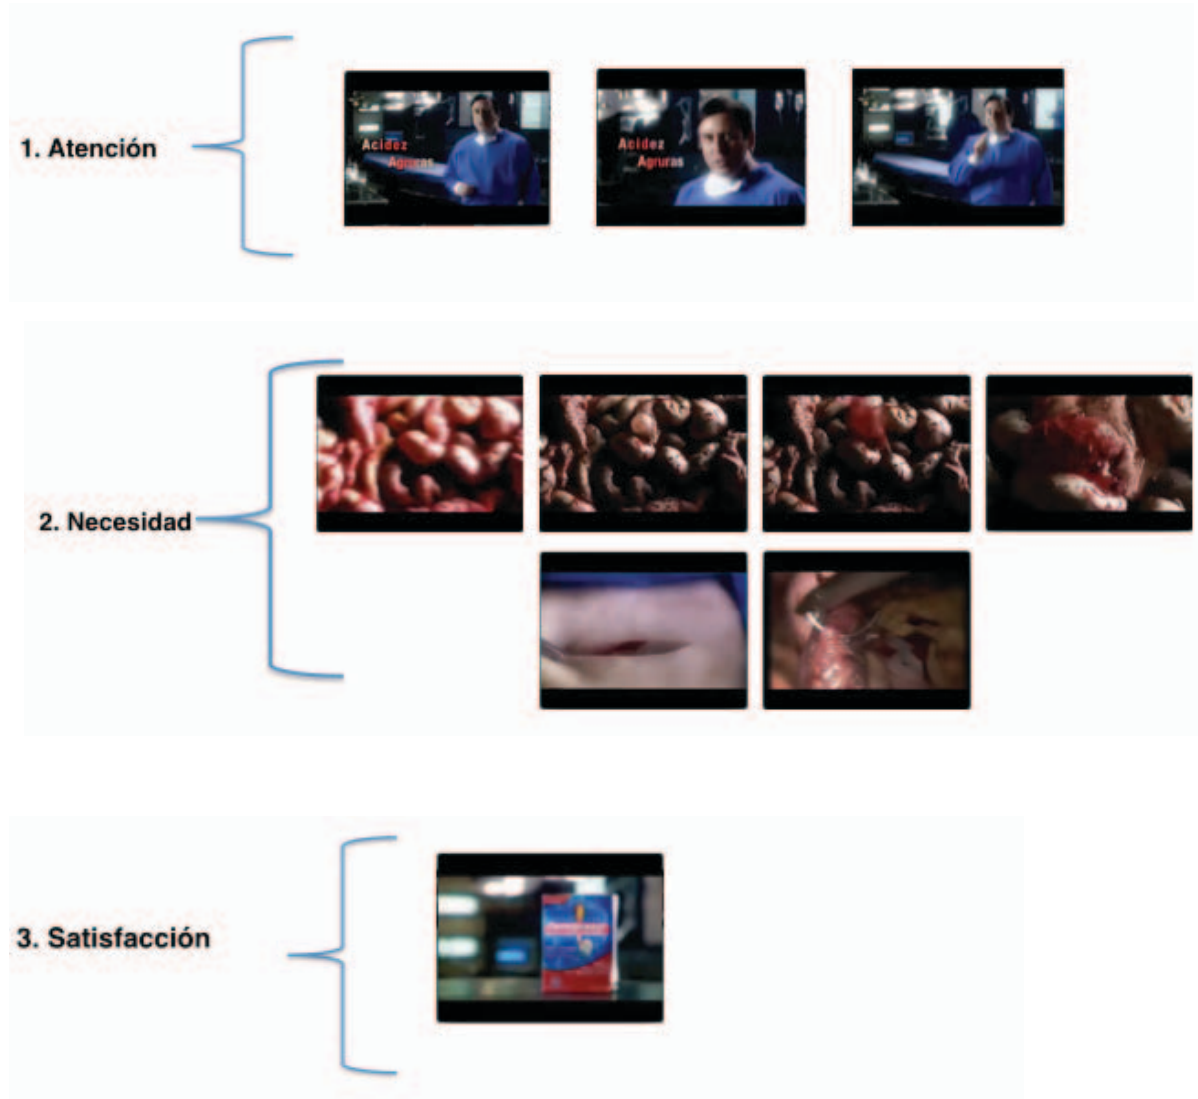 1. Atención
Acidez
Agruras
Acidez
Agruras
2. Necesidad
3. Satisfacción